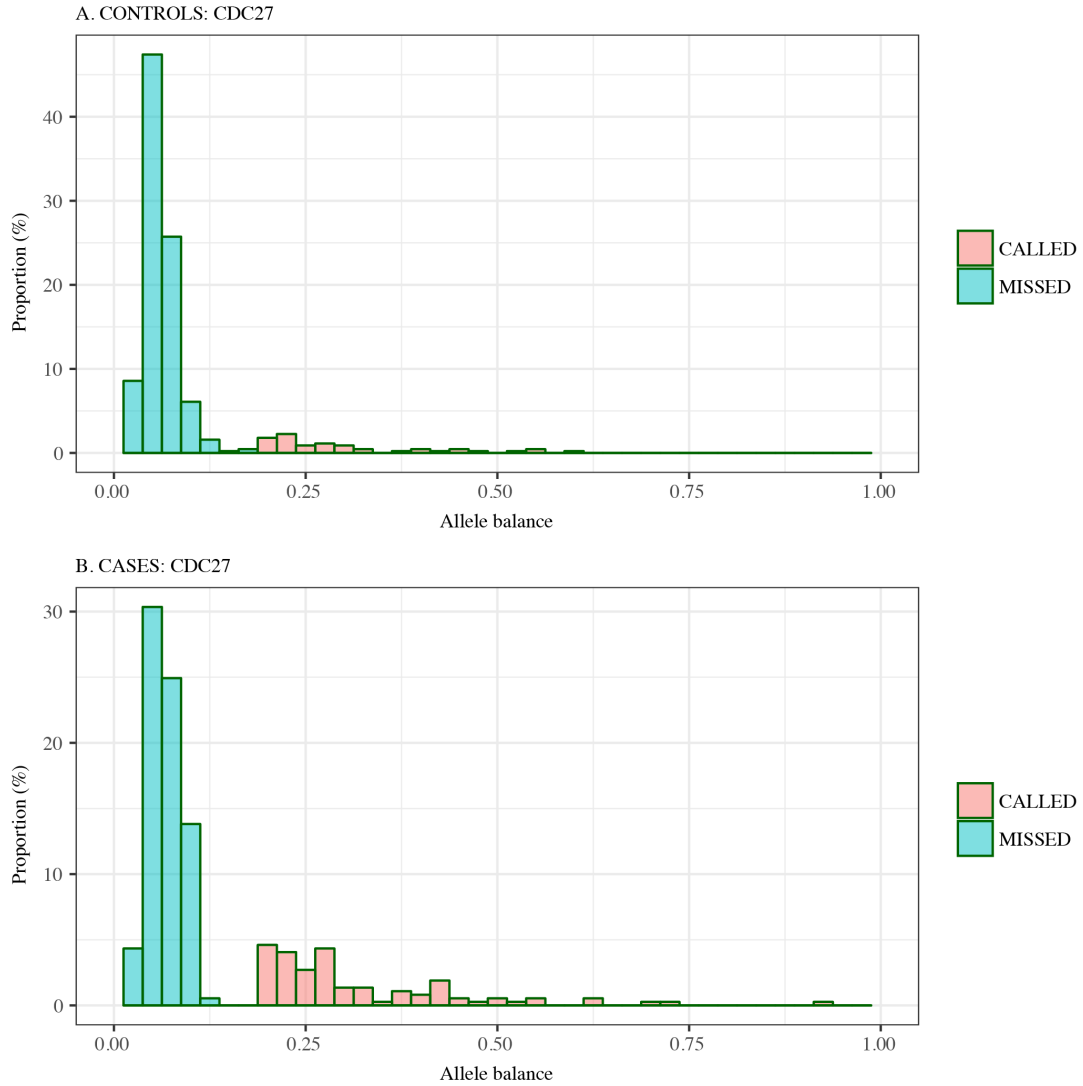 A. CONTROLS: CDC27
40
30
20
10
0
Proportion (%)
0.00 0.25 0.50 0.75 1.00
Allele balance
CALLED
MISSED
B. CASES: CDC27
30
20
10
0
Proportion (%)
0.00 0.25 0.50 0.75 1.00
Allele balance
CALLED
MISSED